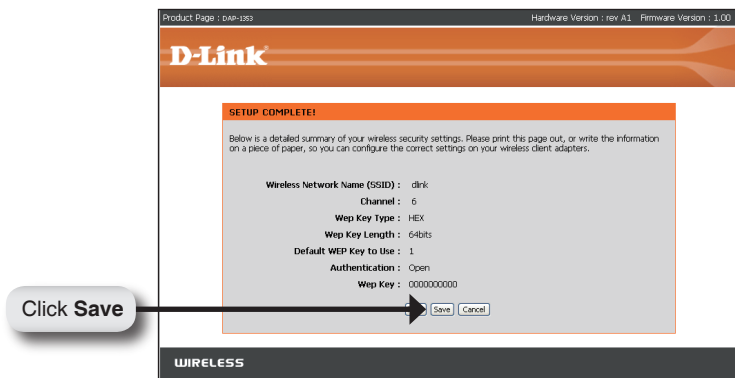 Product Page : DAP-1353 Hardware Version : rev A1 Firmware Version : 1.00
D-Link
SETUP COMPLETE!
Below is a detailed summary of your wireless security settings. Please print this page out, or write the information
on a piece of paper, so you can configure the correct settings on your wireless client adapters.
Wireless Network Name (SSID) : dlink
Channel : 6
Wep Key Type : HEX
Wep Key Length : 64bits
Default WEP Key to Use : 1
Authentication : Open
Wep Key : 0000000000
Click Save
Save Cancel
WIRELESS